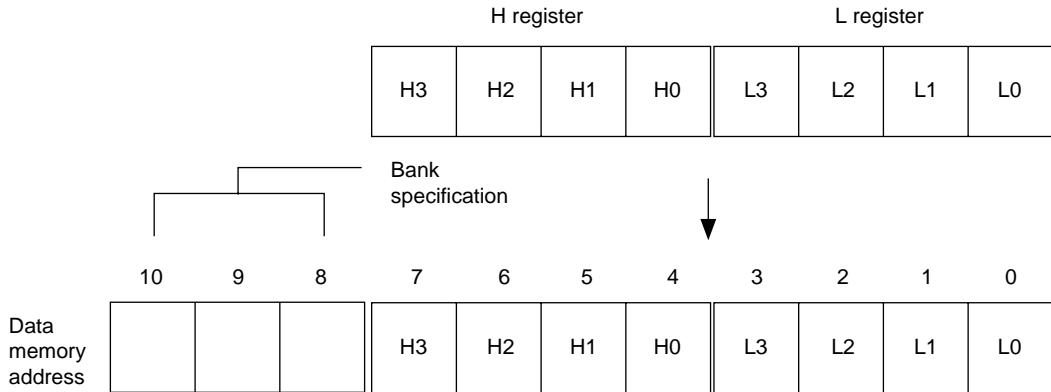 H register L register
H3 H2 H1 H0 L3 L2 L1 L0
Bank
specification
10 9 8 7 6 5 4 3 2 1 0
Data
memory
address
H3 H2 H1 H0 L3 L2 L1 L0